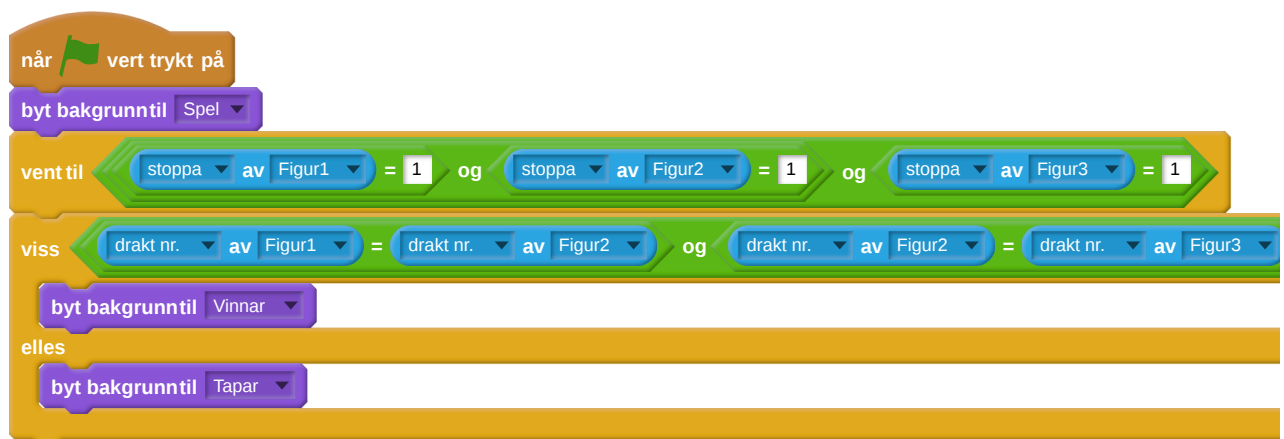 når vert trykt på
byt bakgrunn til Spel
vent til stoppa av Figur1 = 1 og stoppa av Figur2 = 1 og stoppa av Figur3 = 1
viss drakt nr. av Figur1 = drakt nr. av Figur2 og drakt nr. av Figur2 = drakt nr. av Figur3
byt bakgrunn til Vinnar
elles
byt bakgrunn til Tapar